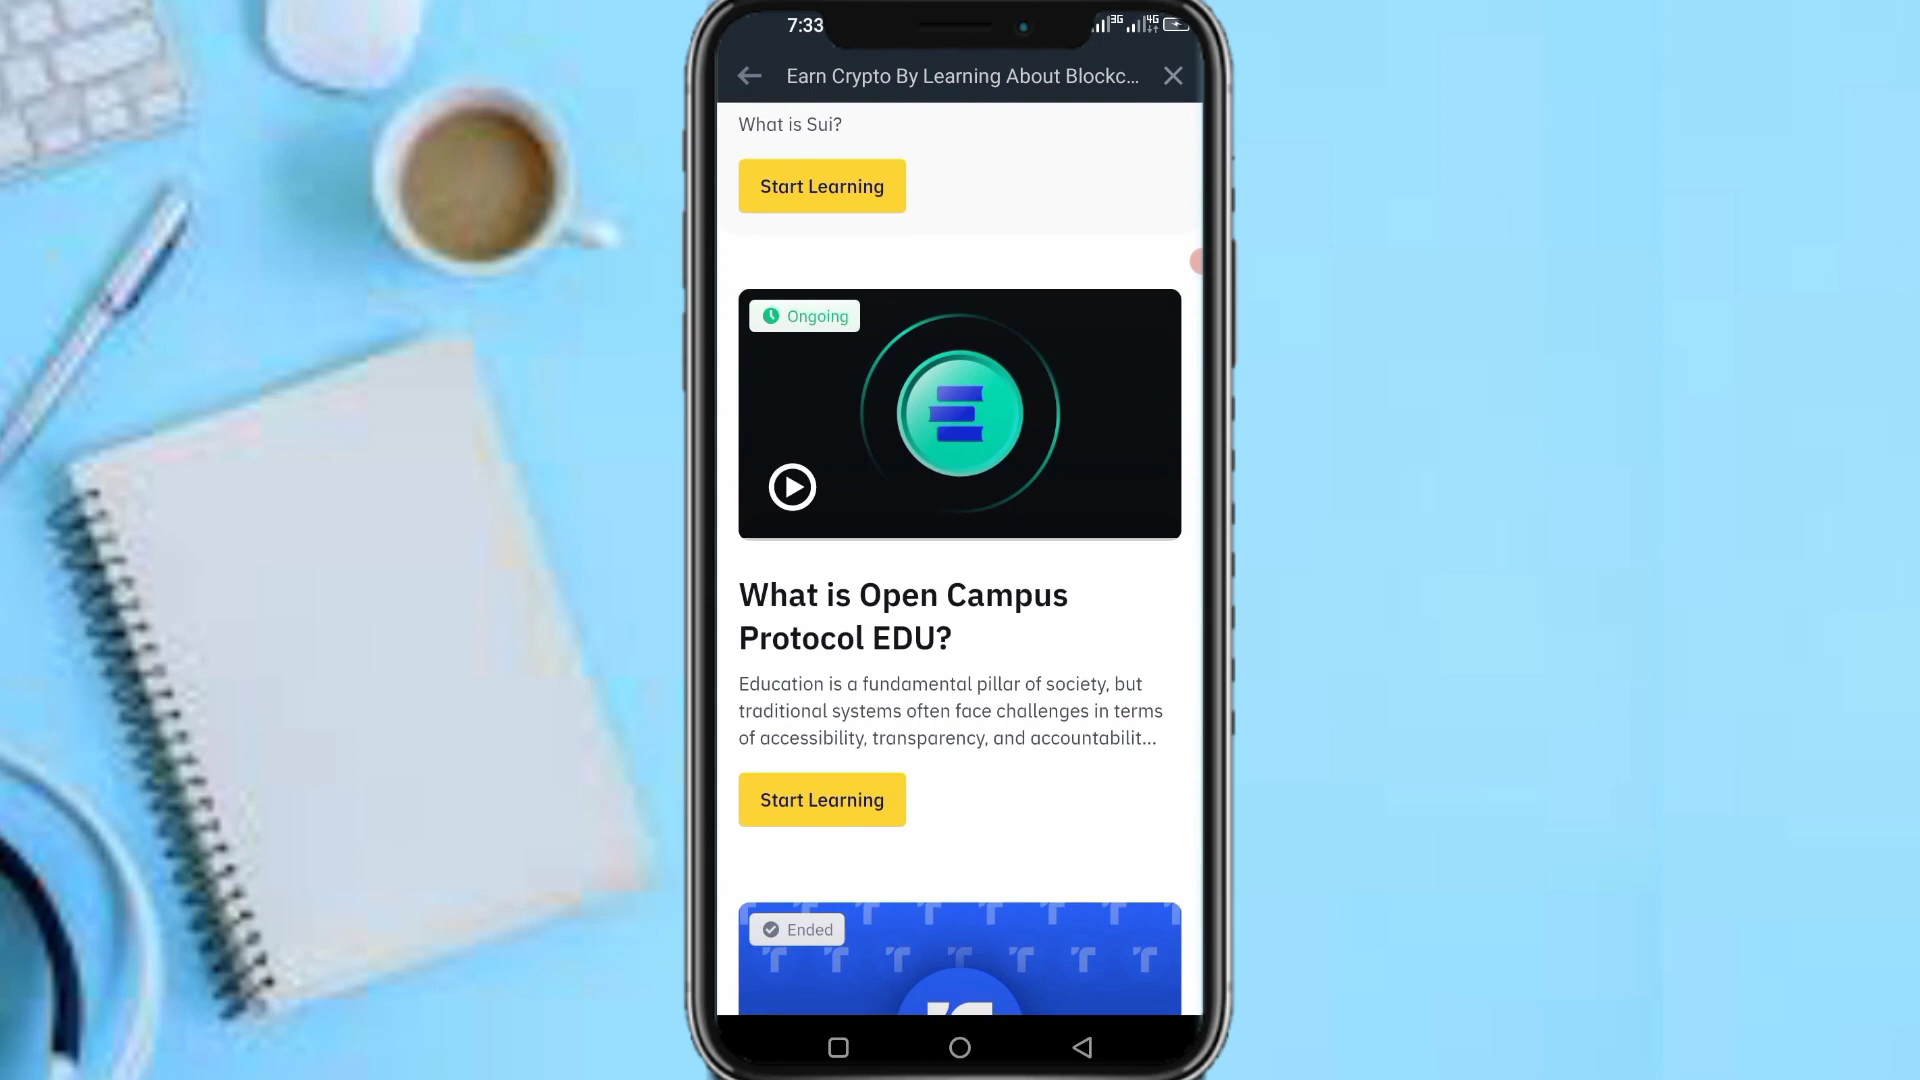 7:33 3G 4G
Earn Crypto By Learning About Blockc...
What is Sui?
Start Learning
Ongoing
What is Open Campus
Protocol EDU?
Education is a fundamental pillar of society, but
traditional systems often face challenges in terms
of accessibility, transparency, and accountabilit...
Start Learning
Ended